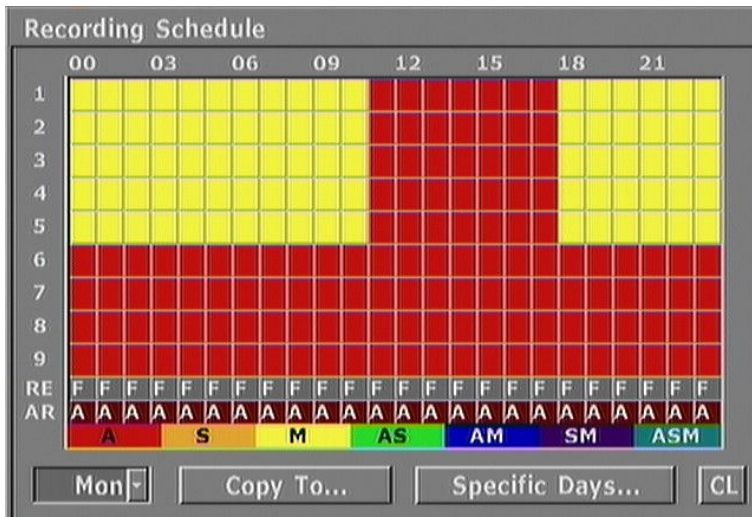 Recording Schedule
00 03 06 09 12 15 18 21
1
2
3
4
5
6
7
8
9
RE F F F F F F F F F F F F F F F F F F F F F F F F
AR A A A A A A A A A A A A A A A A A A A A A A A A
A S M AS AM SM ASM
Mon Copy To... Specific Days... CL